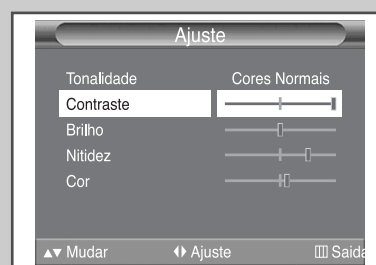 Ajuste
Tonalidade Cores Normais
Contraste
Brilho
Nitidez
Cor
▲▼ Mudar ◀▶ Ajuste Saida